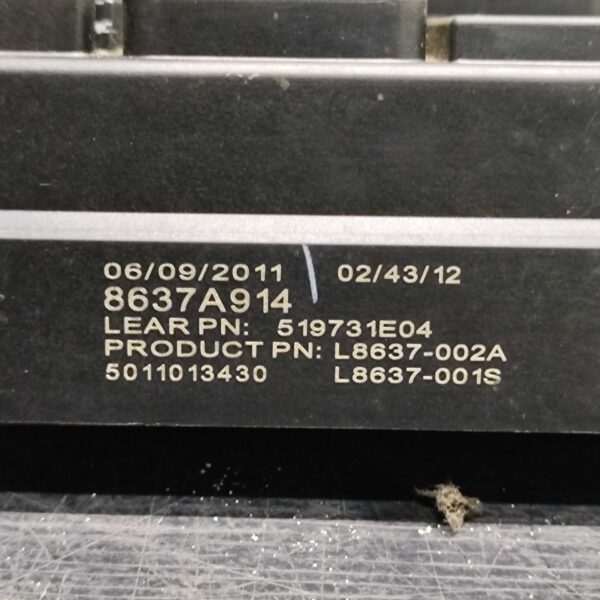 06/09/2011 02/43/12
8637A914
LEAR PN: 519731E04
PRODUCT PN: L8637-002A
5011013430 L8637-001S